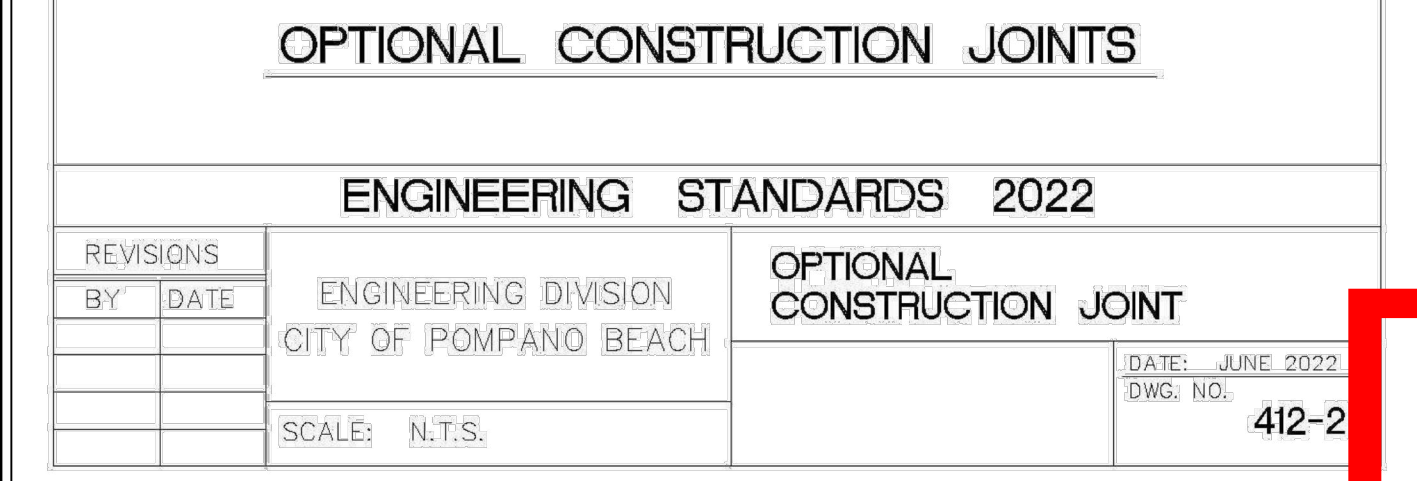 OPTIONAL CONSTRUCTION JOINTS
ENGINEERING STANDARDS 2022
REVISIONS
BY DATE
ENGINEERING DIVISION
CITY OF POMPANO BEACH
SCALE: N.T.S.
OPTIONAL
CONSTRUCTION JOINT
DATE: JUNE 2022
DWG. NO.
412-2